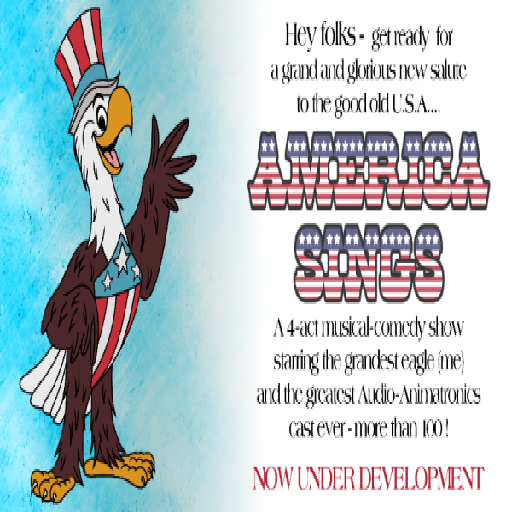 Hey folks - get ready for
a grand and glorious new salute
to the good old U.S.A....
AMERICA
SINGS
A 4-act musical-comedy show
starring the grandest eagle (me)
and the greatest Audio-Animatronics
cast ever - more than 100!
NOW UNDER DEVELOPMENT